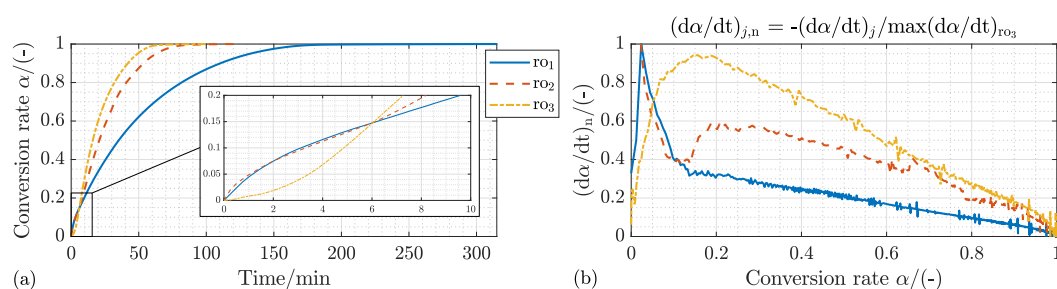 (dα/dt)j,n = -(dα/dt)j/max(dα/dt)ro3
Conversion rate α/(-)
1
0.8
0.6
0.4
0.2
0
0 50 100 150 200 250 300
Time/min
(a)
ro1
ro2
ro3
0.2
0.15
0.1
0.05
0
0 2 4 6 8 10
(dα/dt)n/(-)
1
0.8
0.6
0.4
0.2
0
0 0.2 0.4 0.6 0.8 1
Conversion rate α/(-)
(b)